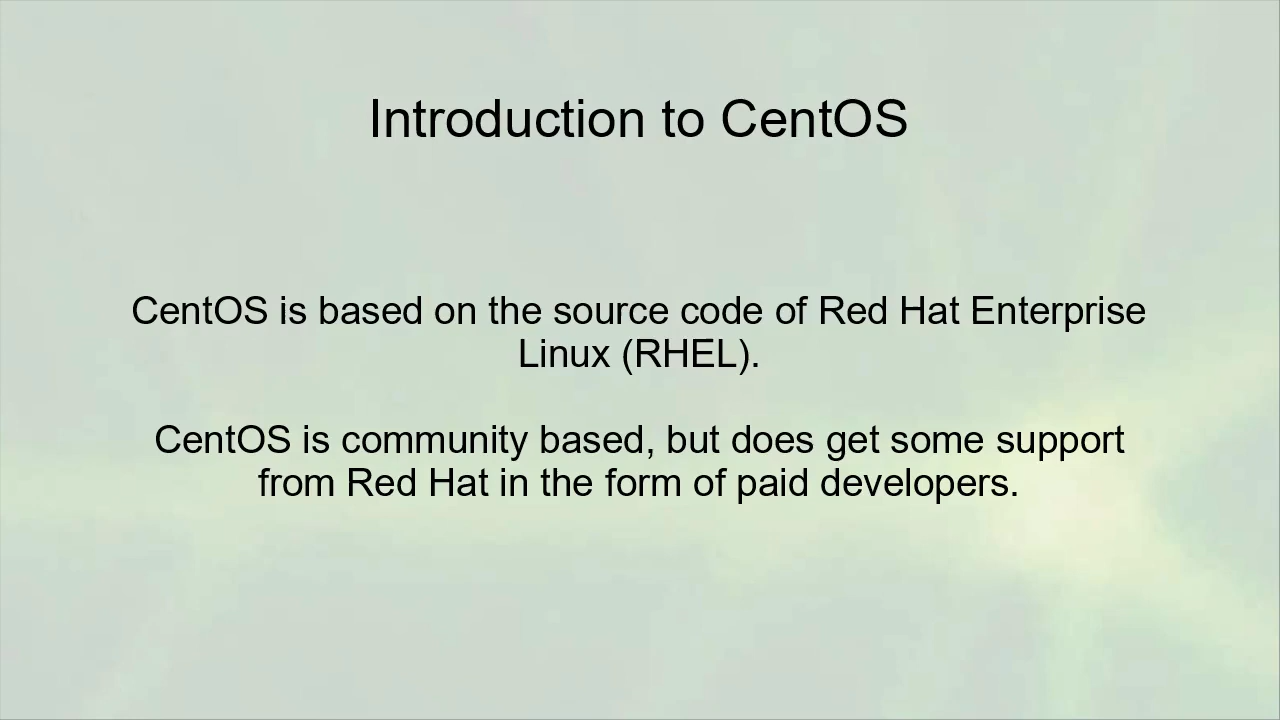 Introduction to CentOS
CentOS is based on the source code of Red Hat Enterprise
Linux (RHEL).
CentOS is community based, but does get some support
from Red Hat in the form of paid developers.